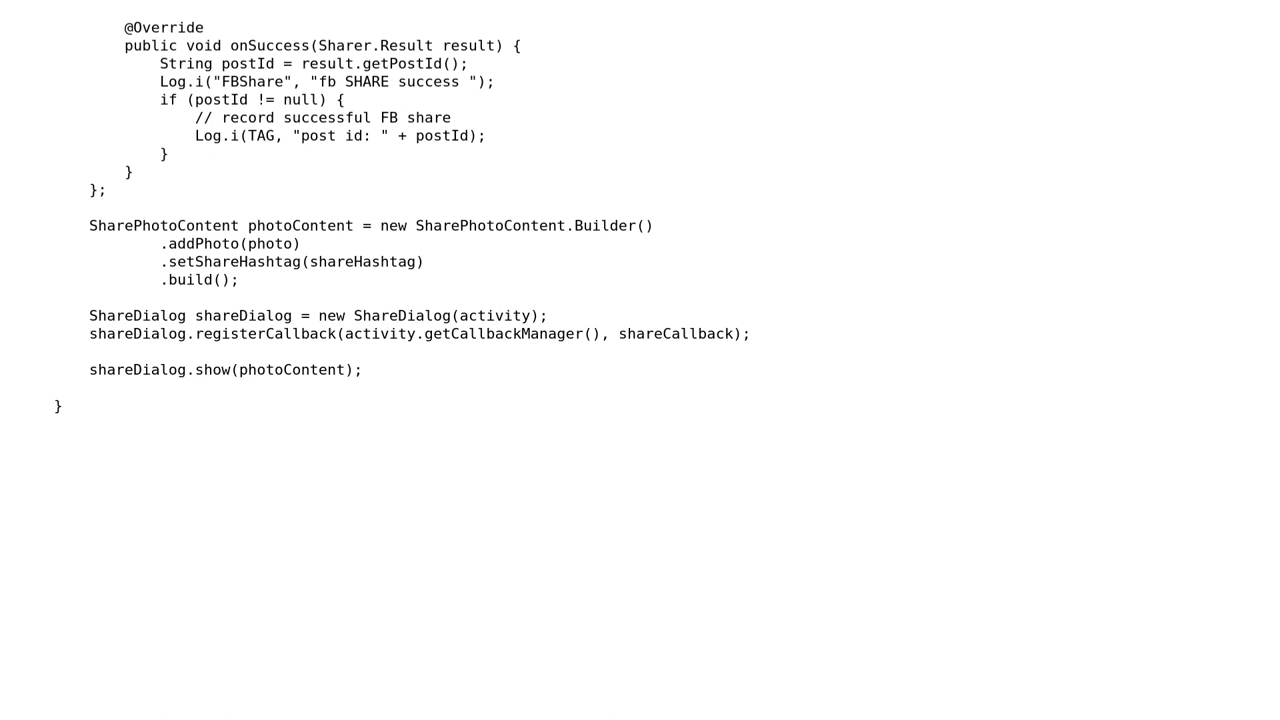 @Override
public void onSuccess(Sharer.Result result) {
String postId = result.getPostId();
Log.i("FBShare", "fb SHARE success ");
if (postId != null) {
// record successful FB share
Log.i(TAG, "post id: " + postId);
}
}
};
SharePhotoContent photoContent = new SharePhotoContent.Builder()
.addPhoto(photo)
.setShareHashtag(shareHashtag)
.build();
ShareDialog shareDialog = new ShareDialog(activity);
shareDialog.registerCallback(activity.getCallbackManager(), shareCallback);
shareDialog.show(photoContent);
}